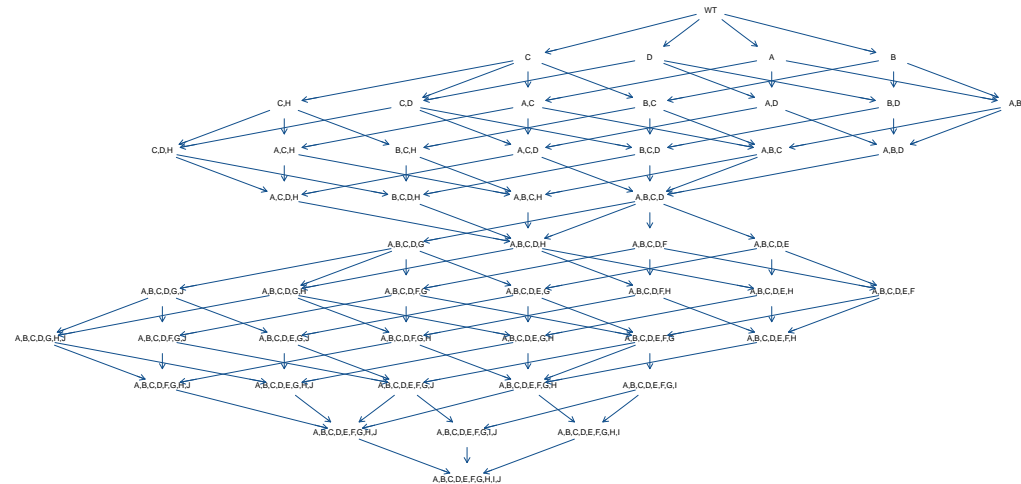 WT
C D A B
C,H C,D A,C B,C A,D B,D A,B
C,D,H A,C,H B,C,H A,C,D B,C,D A,B,C A,B,D
A,C,D,H B,C,D,H A,B,C,H A,B,C,D
A,B,C,D,G A,B,C,D,H A,B,C,D,F A,B,C,D,E
A,B,C,D,G,J A,B,C,D,G,H A,B,C,D,F,G A,B,C,D,E,G A,B,C,D,F,H A,B,C,D,E,H A,B,C,D,E,F
A,B,C,D,G,H,J A,B,C,D,F,G,J A,B,C,D,E,G,J A,B,C,D,F,G,H A,B,C,D,E,G,H A,B,C,D,E,F,G A,B,C,D,E,F,H
A,B,C,D,F,G,H,J A,B,C,D,E,G,H,J A,B,C,D,E,F,G,J A,B,C,D,E,F,G,H A,B,C,D,E,F,G,I
A,B,C,D,E,F,G,H,J A,B,C,D,E,F,G,I,J A,B,C,D,E,F,G,H,I
A,B,C,D,E,F,G,H,I,J